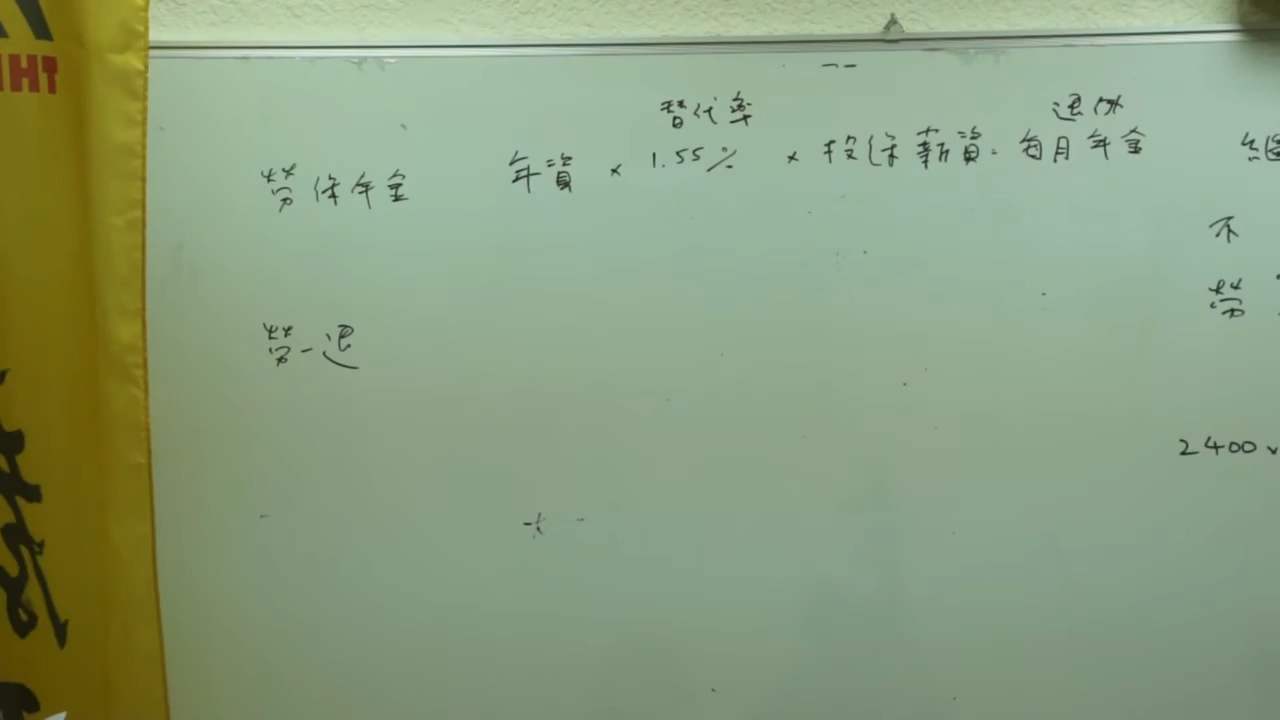 替代率
退休
勞保年金 年資 × 1.55% × 投保薪資 = 每月年金
不
勞
勞-退
2400 ×
THI